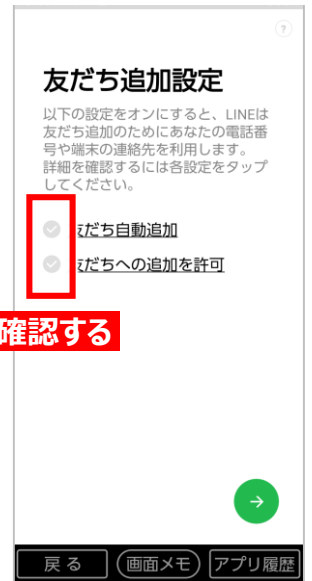 ?
友だち追加設定
以下の設定をオンにすると、LINEは
友だち追加のためにあなたの電話番
号や端末の連絡先を利用します。
詳細を確認するには各設定をタップ
してください。
友だち自動追加
友だちへの追加を許可
確認する
戻る 画面メモ アプリ履歴